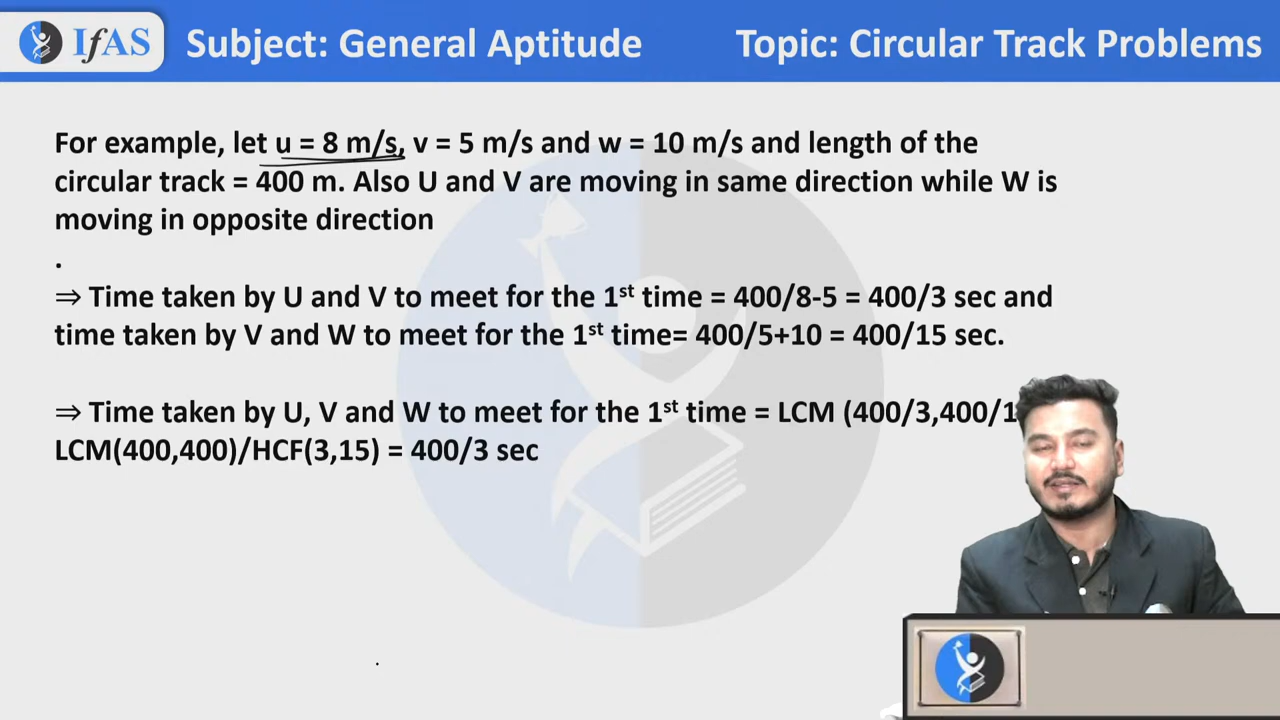 IfAS Subject: General Aptitude Topic: Circular Track Problems
For example, let u = 8 m/s, v = 5 m/s and w = 10 m/s and length of the
circular track = 400 m. Also U and V are moving in same direction while W is
moving in opposite direction
.
⇒ Time taken by U and V to meet for the 1st time = 400/8-5 = 400/3 sec and
time taken by V and W to meet for the 1st time= 400/5+10 = 400/15 sec.
⇒ Time taken by U, V and W to meet for the 1st time = LCM (400/3,400/1
LCM(400,400)/HCF(3,15) = 400/3 sec